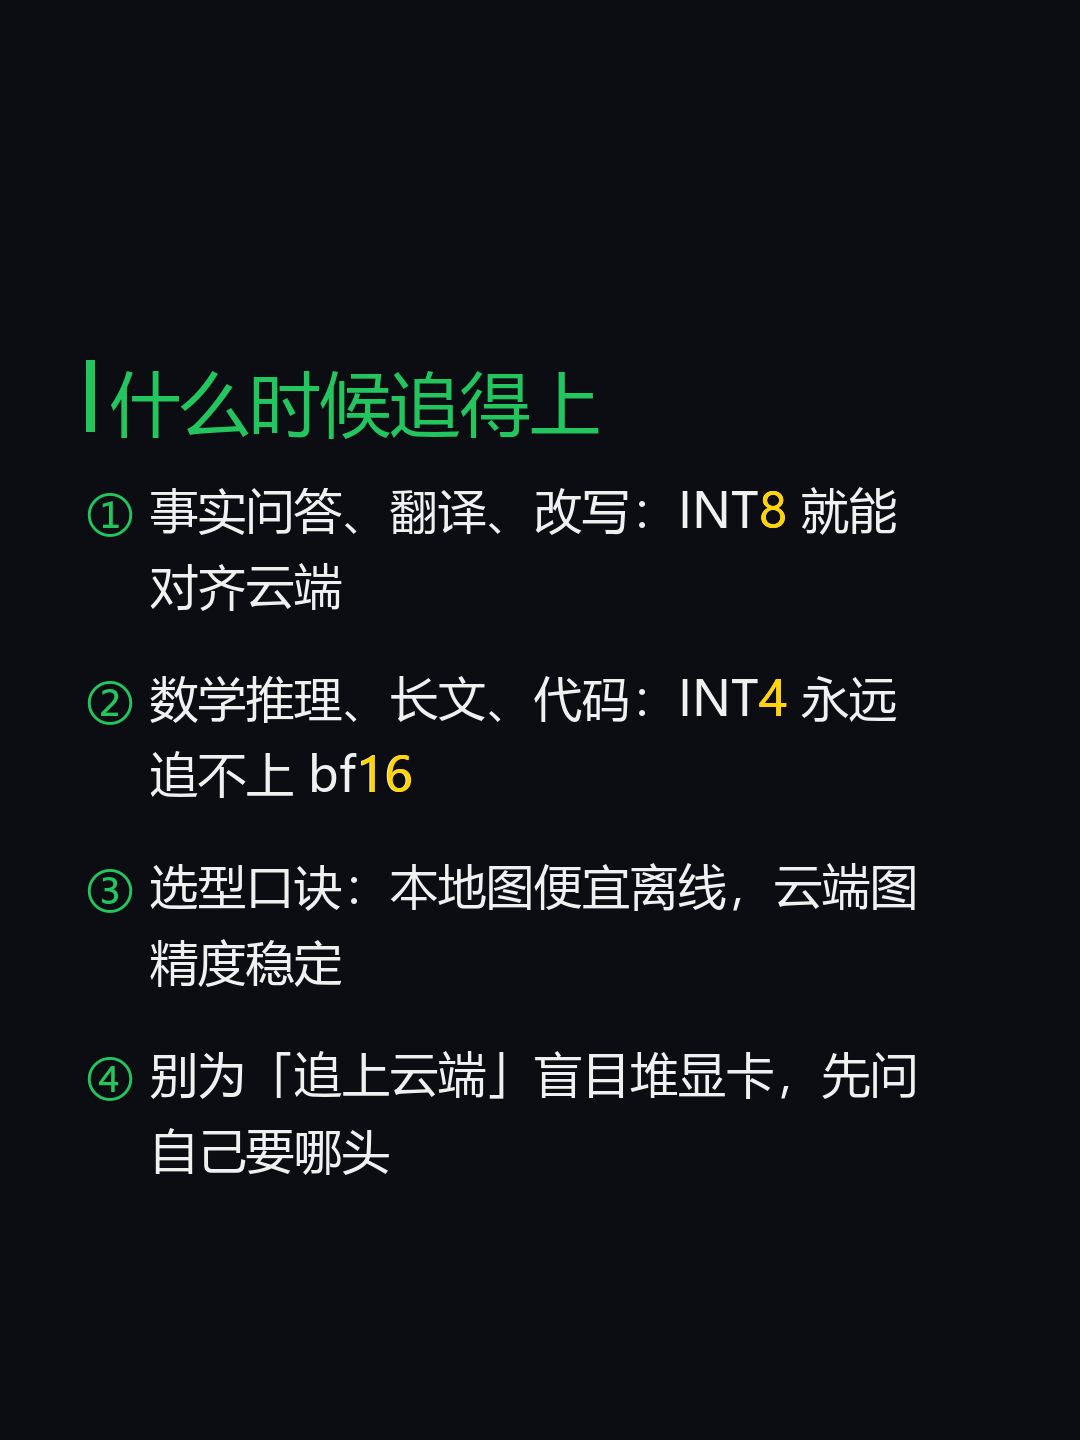 什么时候追得上
① 事实问答、翻译、改写：INT8 就能
对齐云端
② 数学推理、长文、代码：INT4 永远
追不上 bf16
③ 选型口诀：本地图便宜离线，云端图
精度稳定
④ 别为「追上云端」盲目堆显卡，先问
自己要哪头